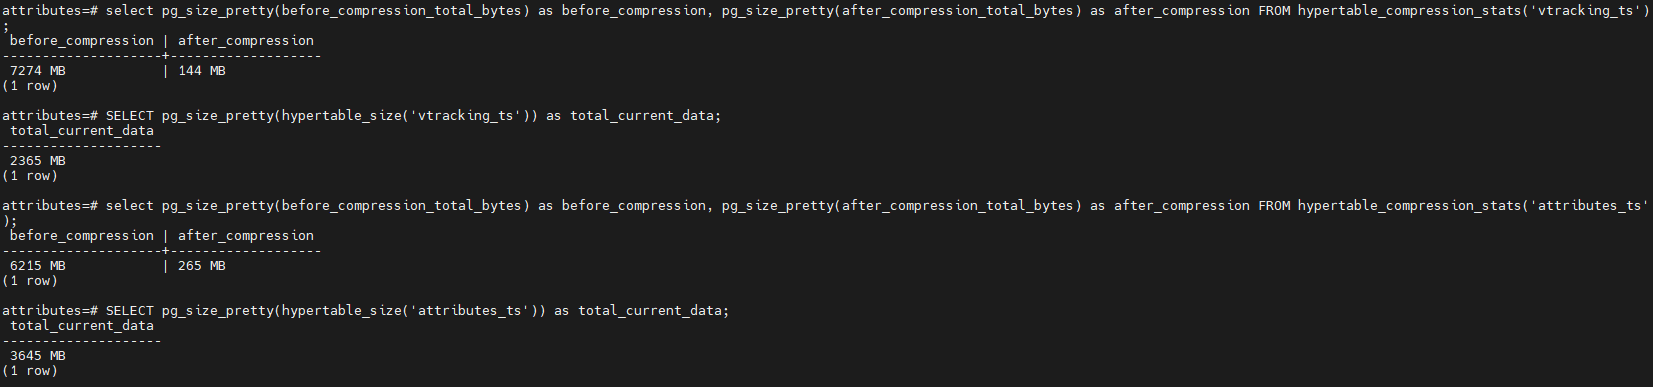 attributes=# select pg_size_pretty(before_compression_total_bytes) as before_compression, pg_size_pretty(after_compression_total_bytes) as after_compression FROM hypertable_compression_stats('vtracking_ts')
;
 before_compression | after_compression
--------------------+-------------------
 7274 MB            | 144 MB
(1 row)

attributes=# SELECT pg_size_pretty(hypertable_size('vtracking_ts')) as total_current_data;
 total_current_data
--------------------
 2365 MB
(1 row)

attributes=# select pg_size_pretty(before_compression_total_bytes) as before_compression, pg_size_pretty(after_compression_total_bytes) as after_compression FROM hypertable_compression_stats('attributes_ts'
);
 before_compression | after_compression
--------------------+-------------------
 6215 MB            | 265 MB
(1 row)

attributes=# SELECT pg_size_pretty(hypertable_size('attributes_ts')) as total_current_data;
 total_current_data
--------------------
 3645 MB
(1 row)